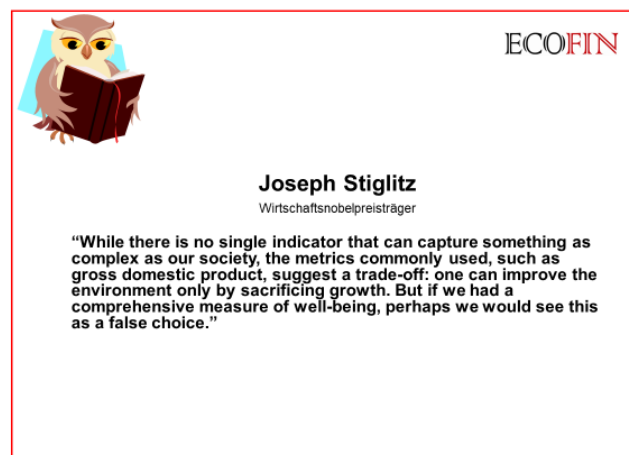 ECOFIN
Joseph Stiglitz
Wirtschaftsnobelpreisträger
“While there is no single indicator that can capture something as
complex as our society, the metrics commonly used, such as
gross domestic product, suggest a trade-off: one can improve the
environment only by sacrificing growth. But if we had a
comprehensive measure of well-being, perhaps we would see this
as a false choice.”